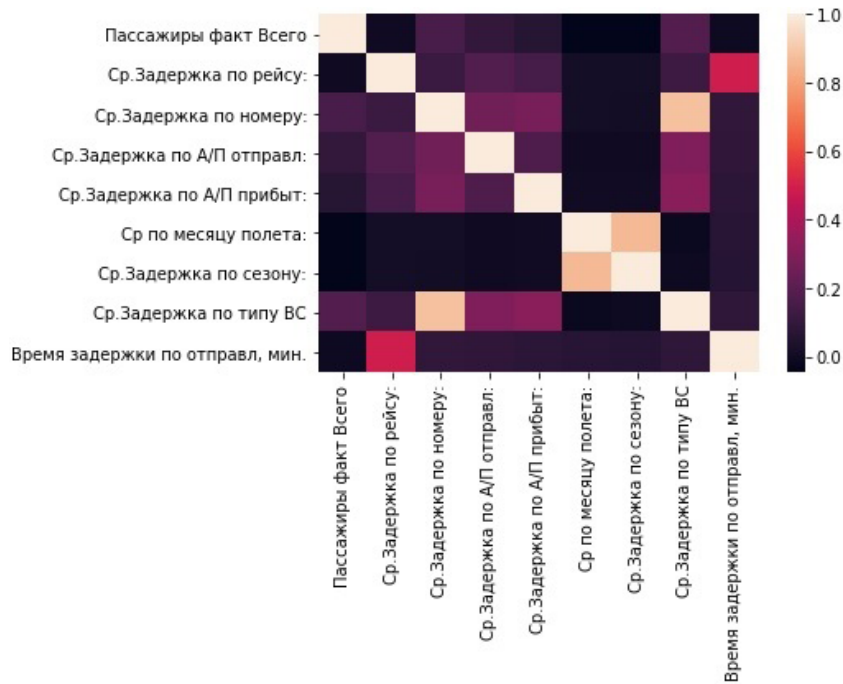 Пассажиры факт Всего
Ср.Задержка по рейсу:
Ср.Задержка по номеру:
Ср.Задержка по А/П отправл:
Ср.Задержка по А/П прибыт:
Ср по месяцу полета:
Ср.Задержка по сезону:
Ср.Задержка по типу ВС
Время задержки по отправл, мин.
1.0
0.8
0.6
0.4
0.2
0.0
Пассажиры факт Всего
Ср.Задержка по рейсу:
Ср.Задержка по номеру:
Ср.Задержка по А/П отправл:
Ср.Задержка по А/П прибыт:
Ср по месяцу полета:
Ср.Задержка по сезону:
Ср.Задержка по типу ВС
Время задержки по отправл, мин.